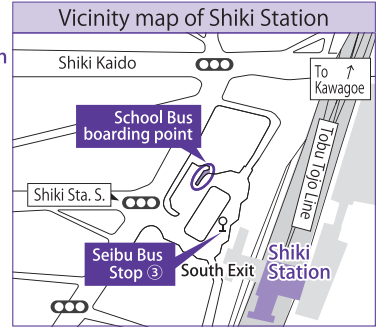 Vicinity map of Shiki Station
n
Shiki Kaido
To ↑
Kawagoe
School Bus
boarding point
Tobu Tojo Line
Shiki Sta. S.
Seibu Bus
Stop ③
South Exit
Shiki
Station